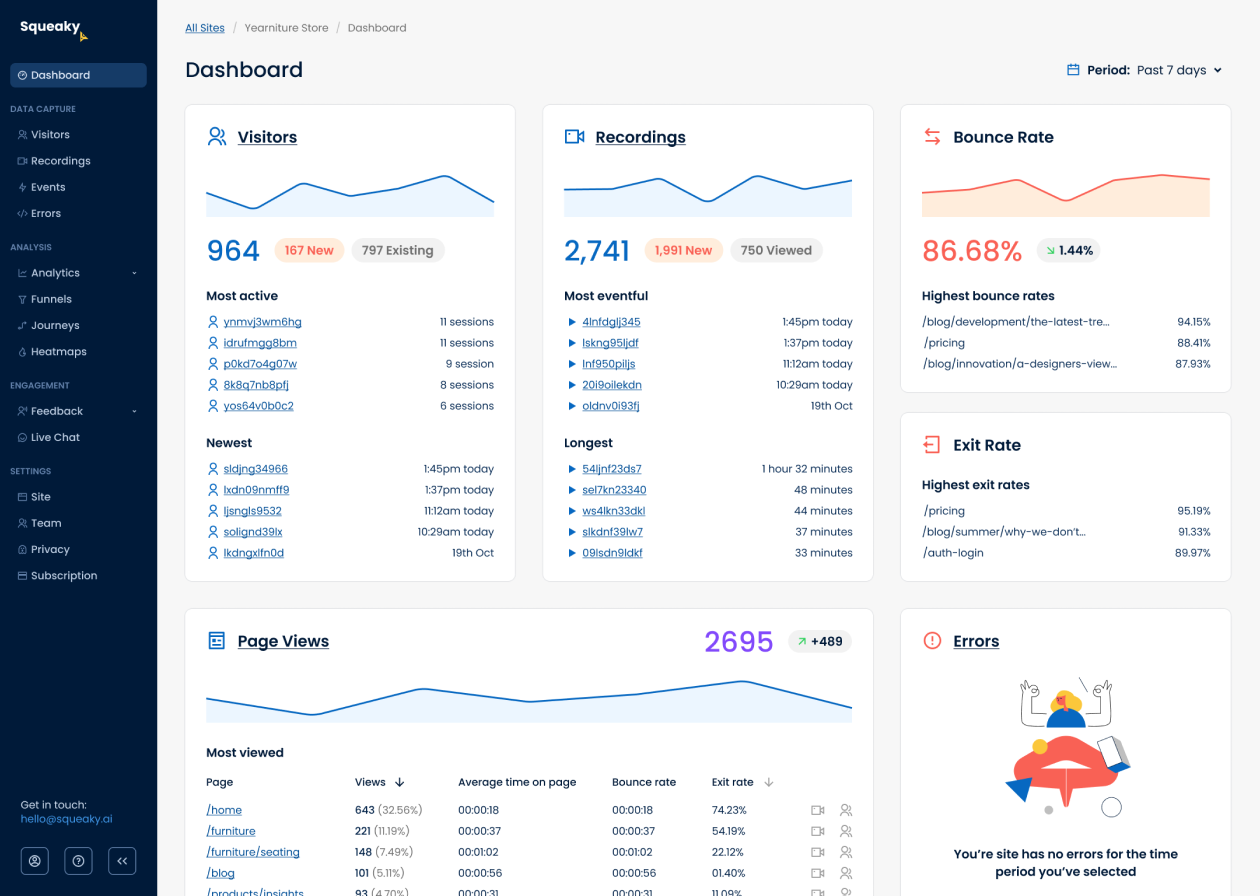 Squeaky
Dashboard
DATA CAPTURE
Visitors
Recordings
Events
Errors
ANALYSIS
Analytics
Funnels
Journeys
Heatmaps
ENGAGEMENT
Feedback
Live Chat
SETTINGS
Site
Team
Privacy
Subscription
Get in touch:
hello@squeaky.ai
All Sites / Yearniture Store / Dashboard
Dashboard
Period: Past 7 days
Visitors
964 167 New 797 Existing
Most active
ynmvj3wm6hg 11 sessions
idrufmgg8bm 11 sessions
p0kd7o4g07w 9 session
8k8q7nb8pfj 8 sessions
yos64v0b0c2 6 sessions
Newest
sldjng34966 1:45pm today
lxdn09nmff9 1:37pm today
ljsngls9532 11:12am today
solignd39lx 10:29am today
lkdngxlfn0d 19th Oct
Recordings
2,741 1,991 New 750 Viewed
Most eventful
4lnfdglj345 1:45pm today
lskng95ljdf 1:37pm today
lnf950piljs 11:12am today
20i9oilekdn 10:29am today
oldnv0i93fj 19th Oct
Longest
54ljnf23ds7 1 hour 32 minutes
sel7kn23340 48 minutes
ws4lkn33dkl 44 minutes
slkdnf39lw7 37 minutes
09lsdn9ldkf 33 minutes
Bounce Rate
86.68% 1.44%
Highest bounce rates
/blog/development/the-latest-tre... 94.15%
/pricing 88.41%
/blog/innovation/a-designers-view... 87.93%
Exit Rate
Highest exit rates
/pricing 95.19%
/blog/summer/why-we-don't... 91.33%
/auth-login 89.97%
Page Views 2695 +489
Most viewed
Page Views Average time on page Bounce rate Exit rate
/home 643 (32.56%) 00:00:18 00:00:18 74.23%
/furniture 221 (11.19%) 00:00:37 00:00:37 54.19%
/furniture/seating 148 (7.49%) 00:01:02 00:01:02 22.12%
/blog 101 (5.11%) 00:00:56 00:00:56 01.40%
/products/insights 93 (4.70%) 00:00:31 00:00:31 11.09%
Errors
You're site has no errors for the time
period you've selected